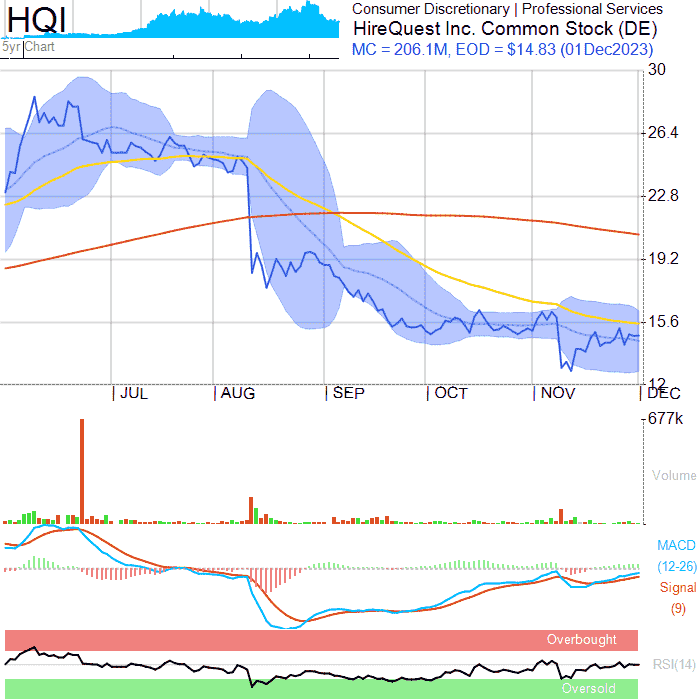 HQI
5yr Chart
Consumer Discretionary | Professional Services
HireQuest Inc. Common Stock (DE)
MC = 206.1M, EOD = $14.83 (01Dec2023)
30
26.4
22.8
19.2
15.6
12
JUL
AUG
SEP
OCT
NOV
DEC
677k
Volume
MACD
(12-26)
Signal
(9)
Overbought
RSI(14)
Oversold